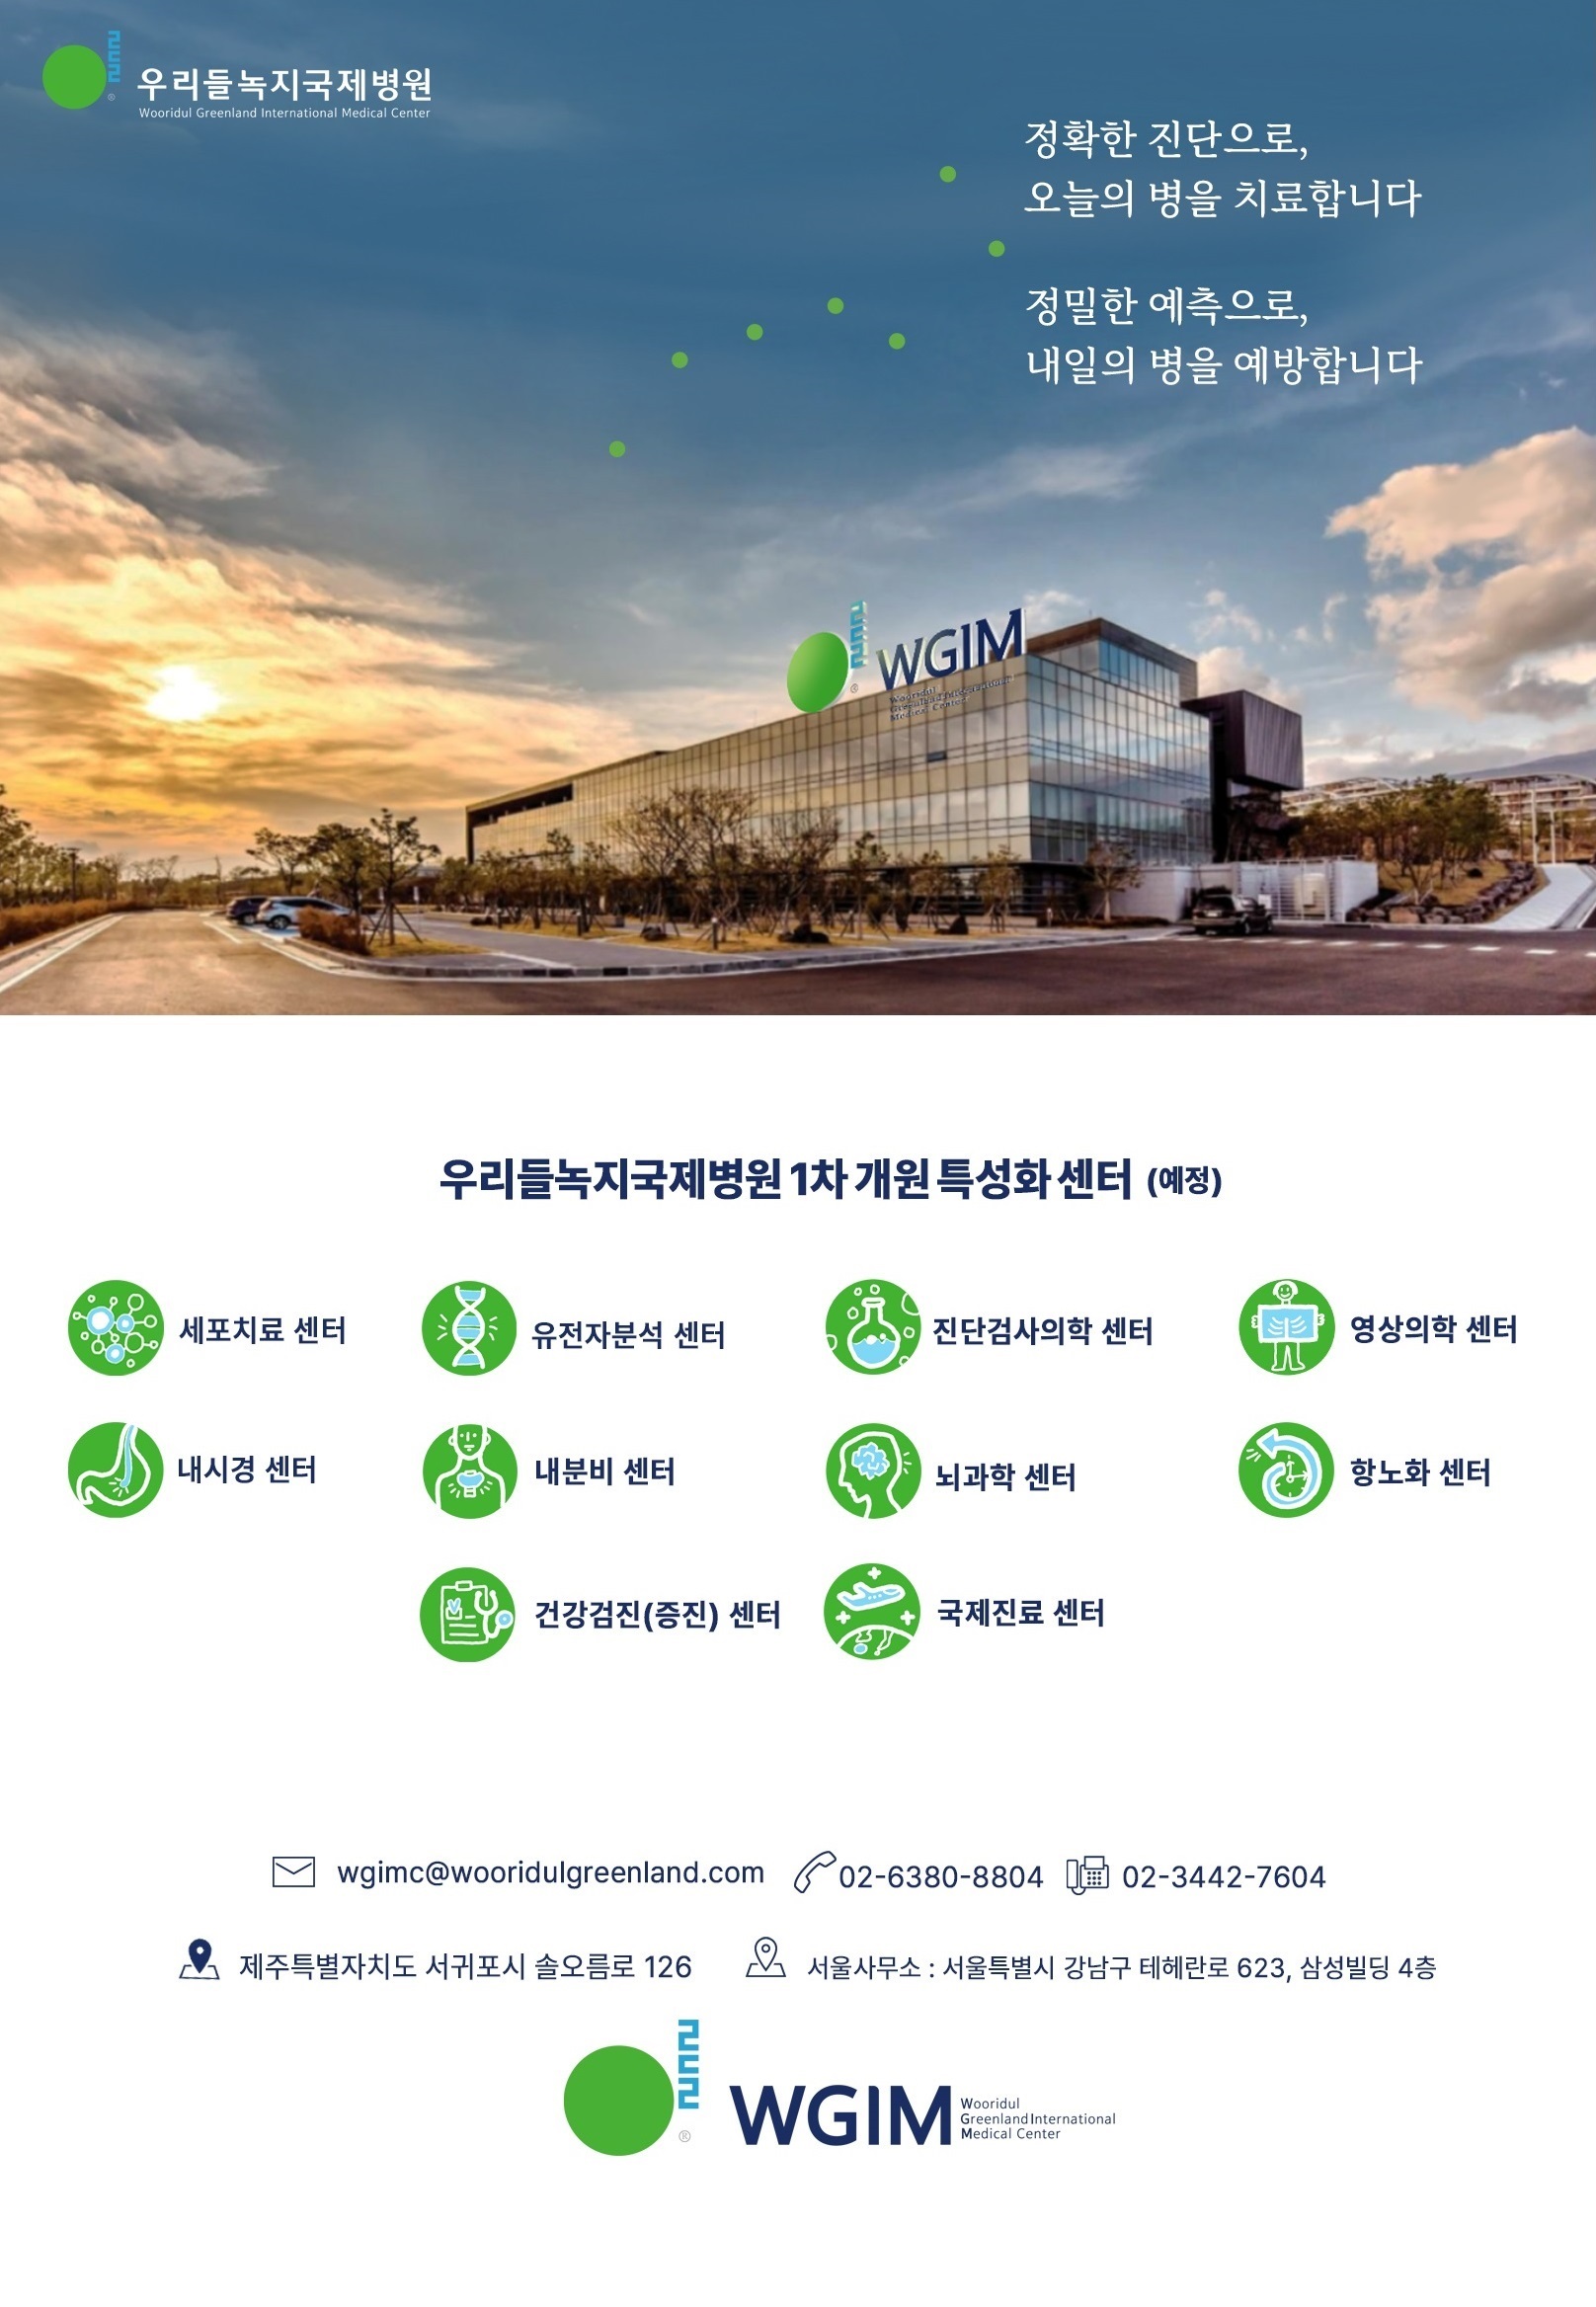 우리들녹지국제병원
Wooridul Greenland International Medical Center
정확한 진단으로,
오늘의 병을 치료합니다
정밀한 예측으로,
내일의 병을 예방합니다
WGIM
Wooridul
Greenland International
Medical Center
우리들녹지국제병원 1차 개원 특성화 센터 (예정)
세포치료 센터
유전자분석 센터
진단검사의학 센터
영상의학 센터
내시경 센터
내분비 센터
뇌과학 센터
항노화 센터
건강검진(증진) 센터
국제진료 센터
wgimc@wooridulgreenland.com
02-6380-8804
02-3442-7604
제주특별자치도 서귀포시 솔오름로 126
서울사무소 : 서울특별시 강남구 테헤란로 623, 삼성빌딩 4층
®
WGIM
Wooridul
Greenland International
Medical Center